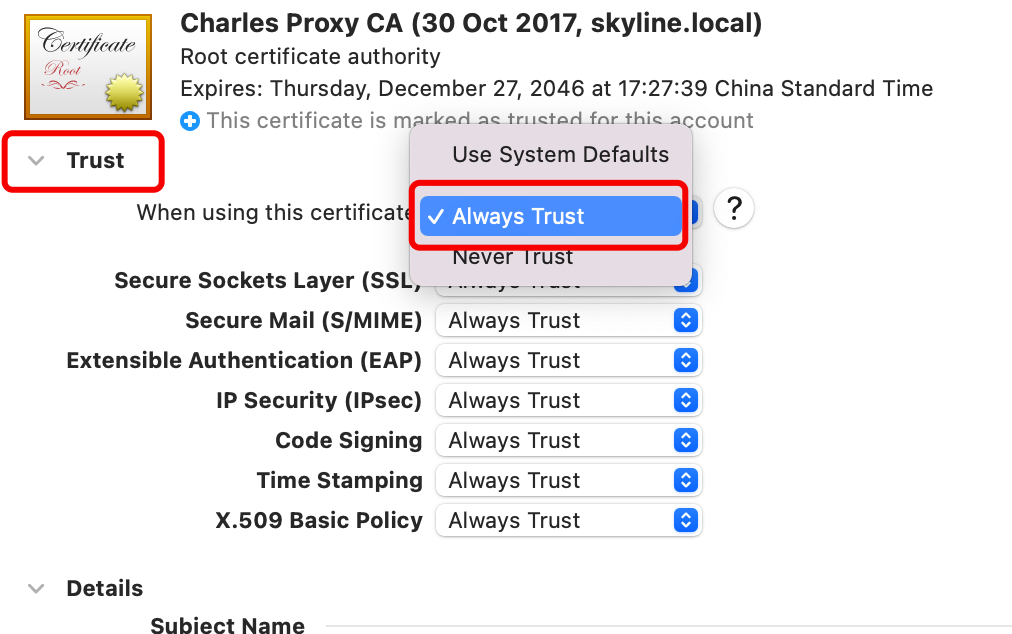 Certificate
Root
Charles Proxy CA (30 Oct 2017, skyline.local)
Root certificate authority
Expires: Thursday, December 27, 2046 at 17:27:39 China Standard Time
This certificate is marked as trusted for this account
Trust
Use System Defaults
When using this certificate
Always Trust
?
Never Trust
Secure Sockets Layer (SSL) Always Trust
Secure Mail (S/MIME) Always Trust
Extensible Authentication (EAP) Always Trust
IP Security (IPsec) Always Trust
Code Signing Always Trust
Time Stamping Always Trust
X.509 Basic Policy Always Trust
Details
Subject Name